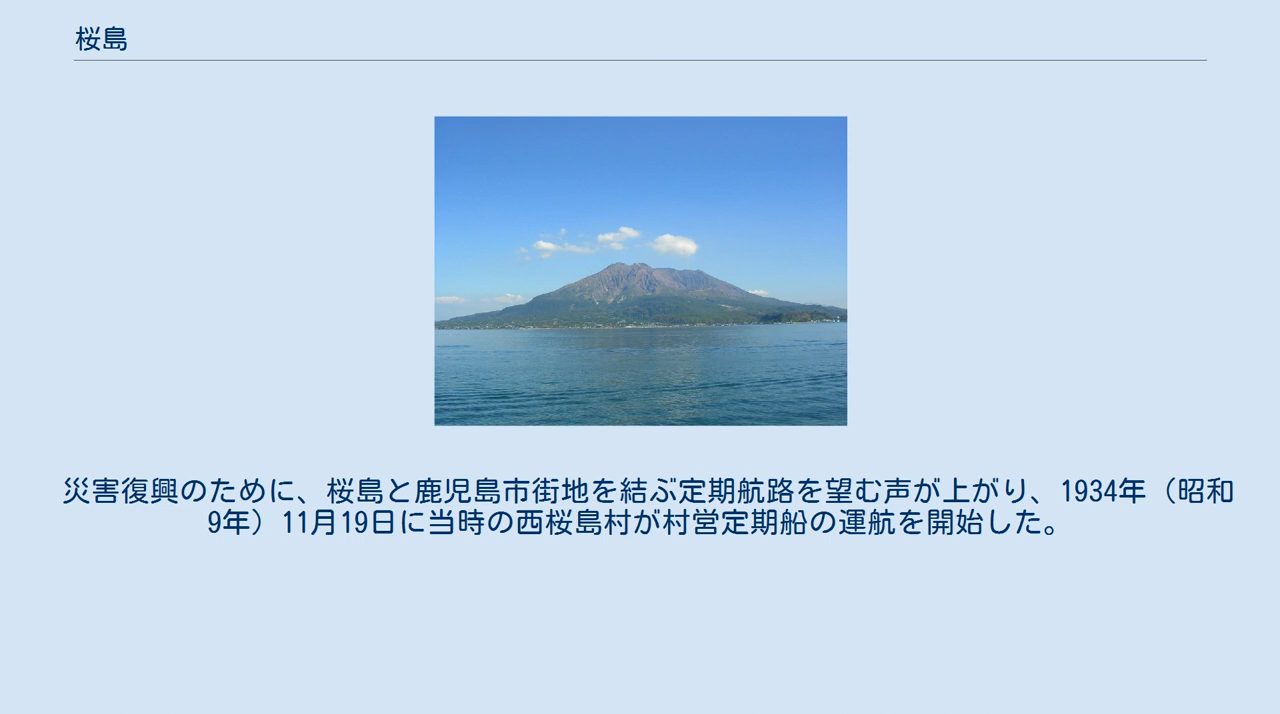 桜島
災害復興のために、桜島と鹿児島市街地を結ぶ定期航路を望む声が上がり、1934年（昭和
9年）11月19日に当時の西桜島村が村営定期船の運航を開始した。